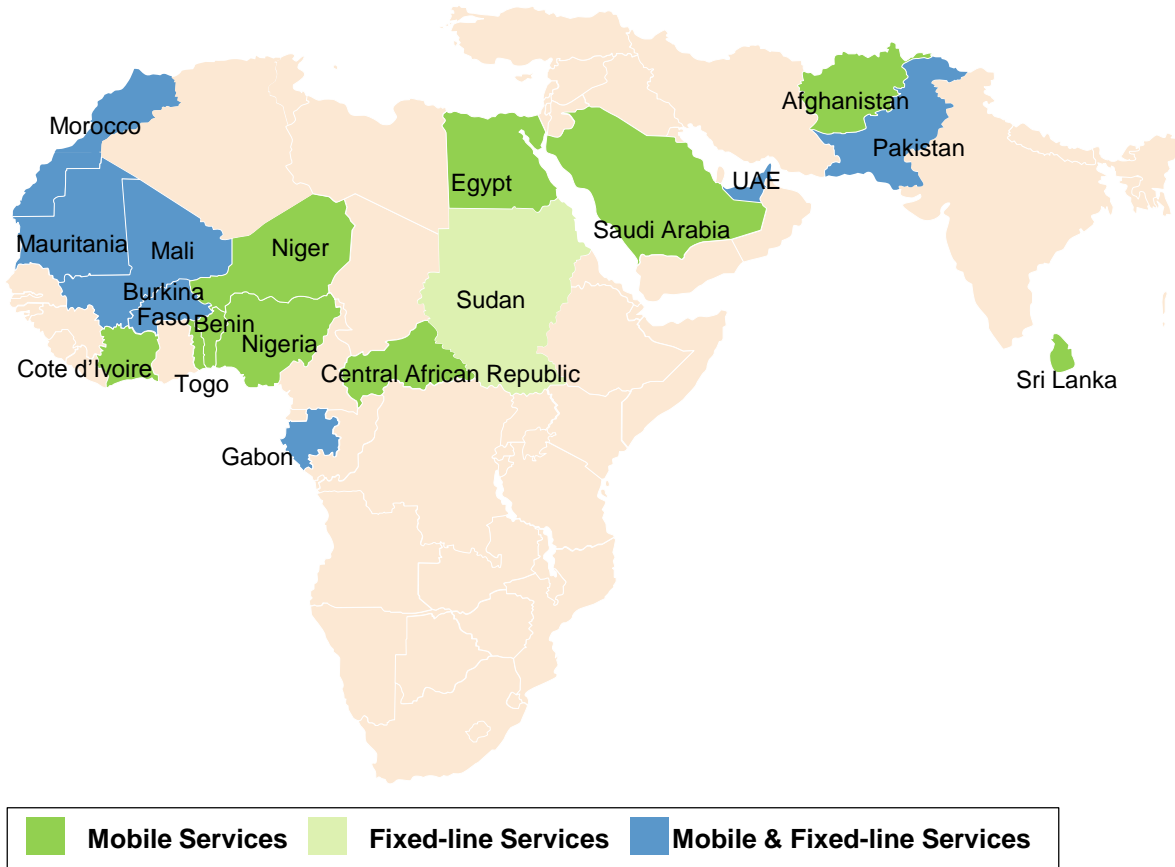 Afghanistan
Morocco
Pakistan
Egypt
UAE
Saudi Arabia
Mauritania
Mali
Niger
Burkina
Faso
Sudan
Benin
Nigeria
Cote d’Ivoire
Togo
Central African Republic
Sri Lanka
Gabon
Mobile Services
Fixed-line Services
Mobile & Fixed-line Services